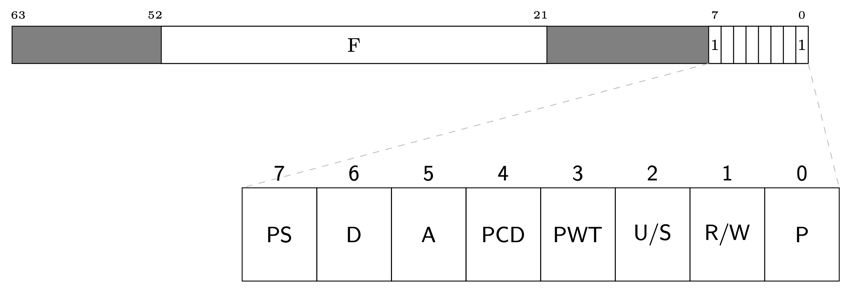 63 52 21 7 0
F 1 1
7 6 5 4 3 2 1 0
PS D A PCD PWT U/S R/W P